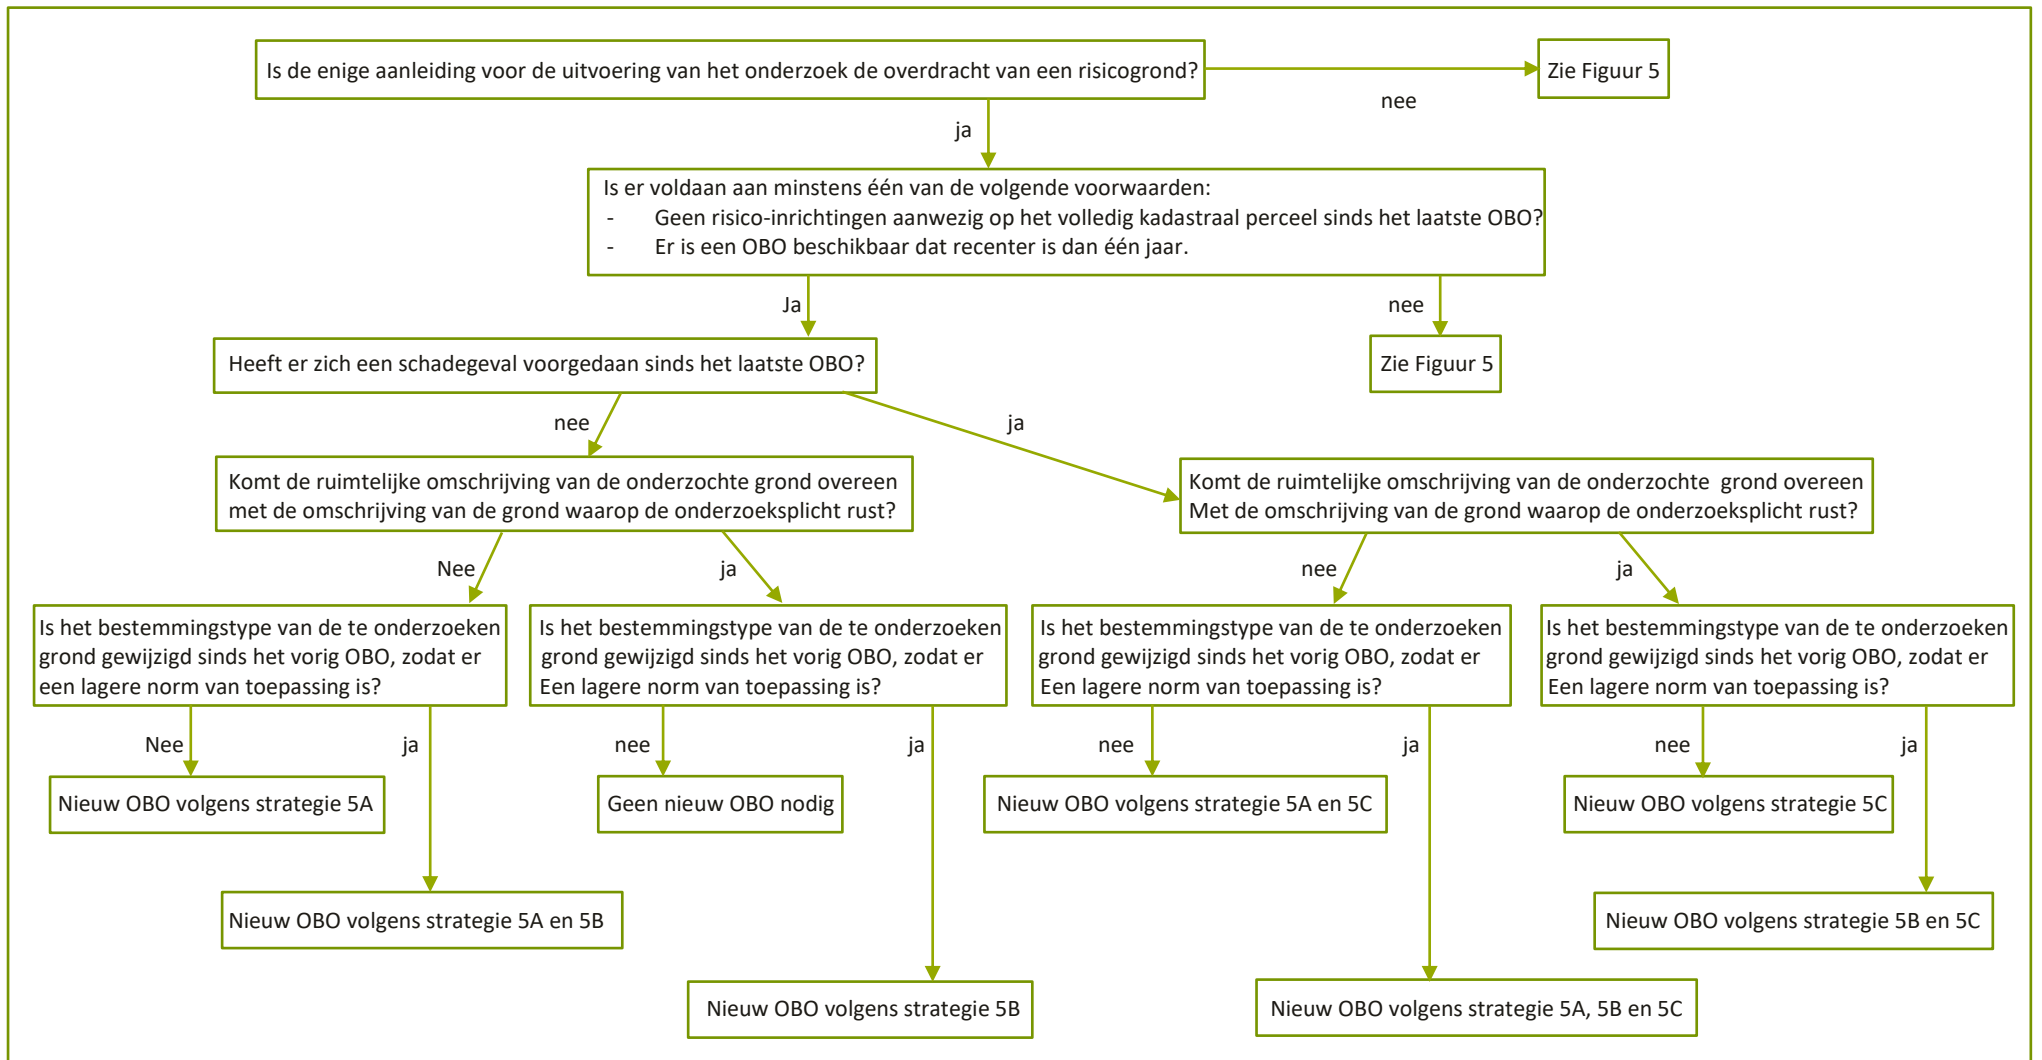 Is de enige aanleiding voor de uitvoering van het onderzoek de overdracht van een risicogrond?
Zie Figuur 5
nee
ja
Is er voldaan aan minstens één van de volgende voorwaarden:
- Geen risico-inrichtingen aanwezig op het volledig kadastraal perceel sinds het laatste OBO?
- Er is een OBO beschikbaar dat recenter is dan één jaar.
Ja
nee
Heeft er zich een schadegeval voorgedaan sinds het laatste OBO?
Zie Figuur 5
nee
ja
Komt de ruimtelijke omschrijving van de onderzochte grond overeen
met de omschrijving van de grond waarop de onderzoeksplicht rust?
Komt de ruimtelijke omschrijving van de onderzochte grond overeen
Met de omschrijving van de grond waarop de onderzoeksplicht rust?
Nee
ja
nee
ja
Is het bestemmingstype van de te onderzoeken
grond gewijzigd sinds het vorig OBO, zodat er
een lagere norm van toepassing is?
Is het bestemmingstype van de te onderzoeken
grond gewijzigd sinds het vorig OBO, zodat er
Een lagere norm van toepassing is?
Is het bestemmingstype van de te onderzoeken
grond gewijzigd sinds het vorig OBO, zodat er
Een lagere norm van toepassing is?
Is het bestemmingstype van de te onderzoeken
grond gewijzigd sinds het vorig OBO, zodat er
Een lagere norm van toepassing is?
Nee
ja
nee
ja
nee
ja
nee
ja
Nieuw OBO volgens strategie 5A
Geen nieuw OBO nodig
Nieuw OBO volgens strategie 5A en 5C
Nieuw OBO volgens strategie 5C
Nieuw OBO volgens strategie 5A en 5B
Nieuw OBO volgens strategie 5B en 5C
Nieuw OBO volgens strategie 5B
Nieuw OBO volgens strategie 5A, 5B en 5C